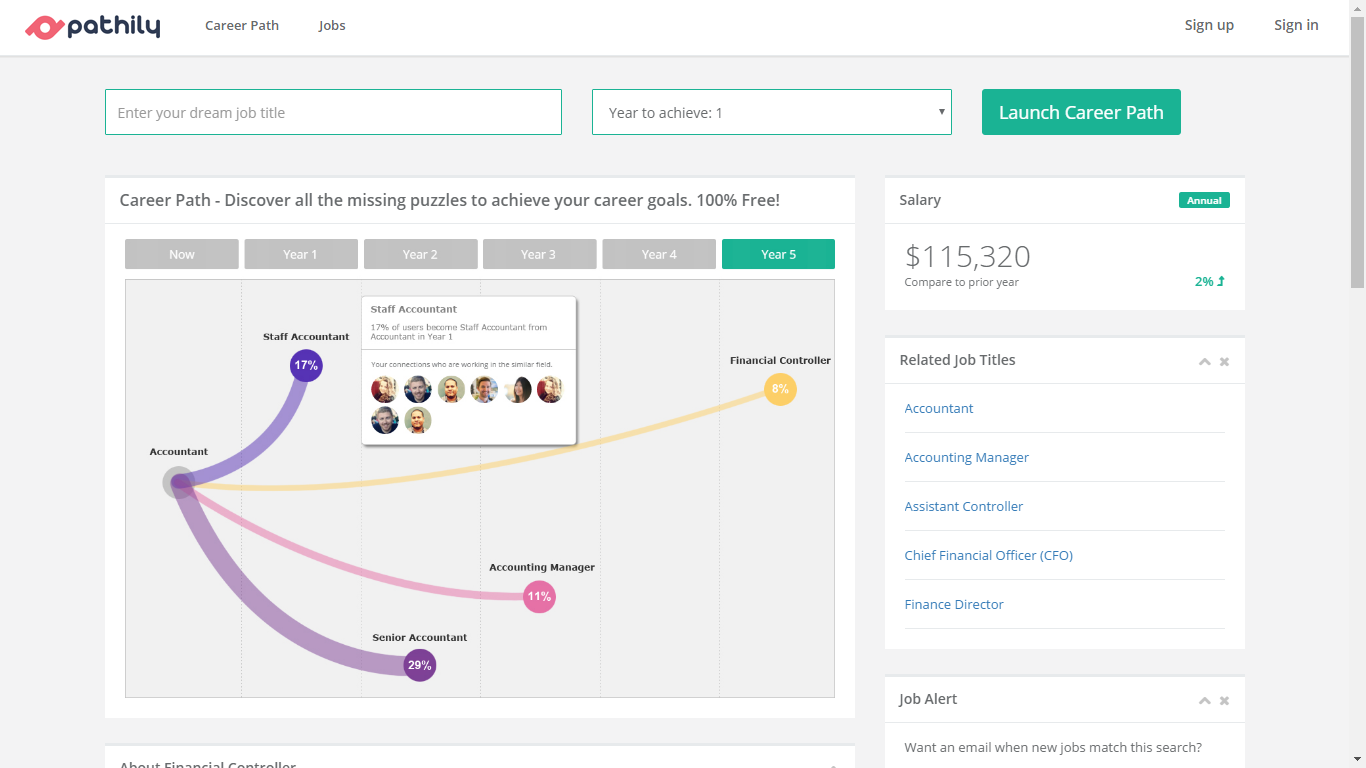 pathily
Career Path
Jobs
Sign up
Sign in
Enter your dream job title
Year to achieve: 1
Launch Career Path
Career Path - Discover all the missing puzzles to achieve your career goals. 100% Free!
Now
Year 1
Year 2
Year 3
Year 4
Year 5
Staff Accountant
17% of users become Staff Accountant from
Accountant in Year 1
Your connections who are working in the similar field.
Staff Accountant
17%
Financial Controller
8%
Accountant
Accounting Manager
11%
Senior Accountant
29%
About Financial Controller
Salary
Annual
$115,320
Compare to prior year
2%
Related Job Titles
Accountant
Accounting Manager
Assistant Controller
Chief Financial Officer (CFO)
Finance Director
Job Alert
Want an email when new jobs match this search?